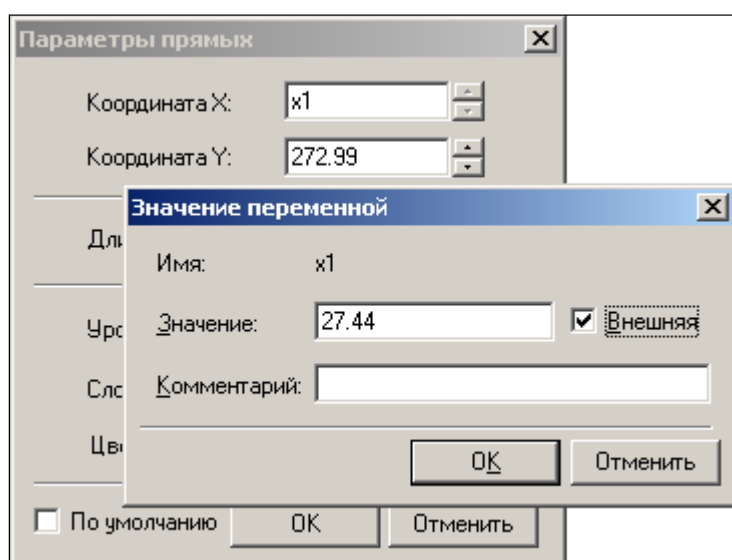 Параметры прямых
Координата X: x1
Координата Y: 272.99
Значение переменной
Имя: x1
Значение: 27.44 Внешняя
Комментарий:
OK Отменить
По умолчанию OK Отменить